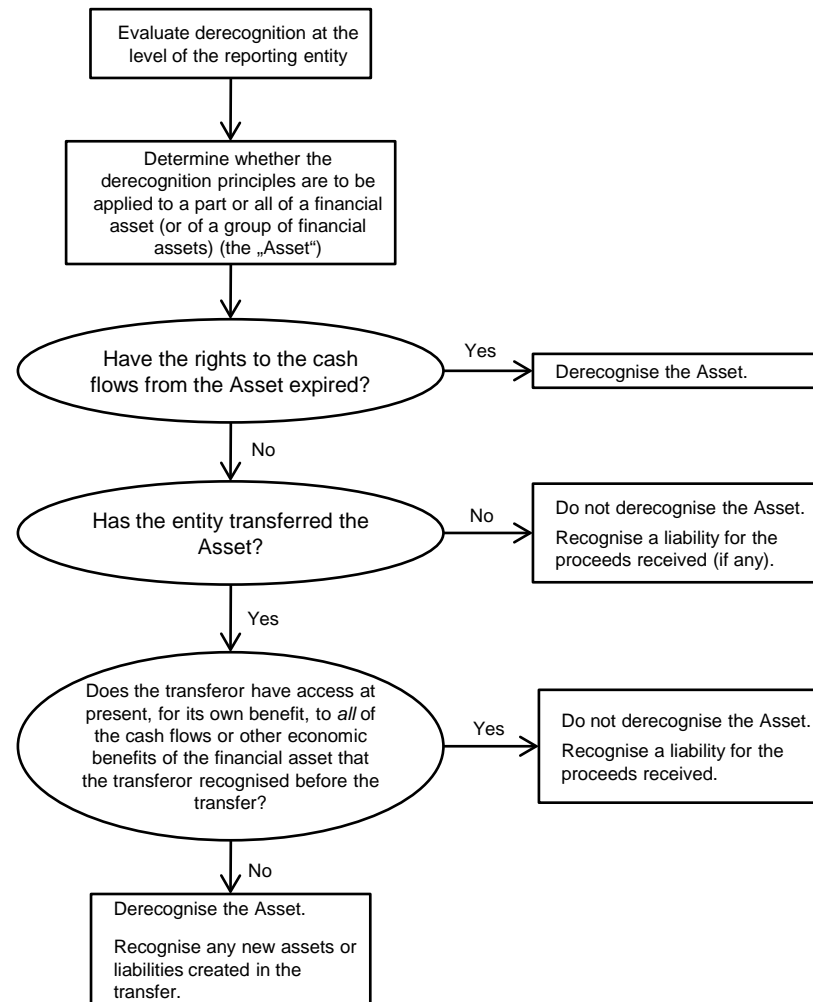 Evaluate derecognition at the
level of the reporting entity
Determine whether the
derecognition principles are to be
applied to a part or all of a financial
asset (or of a group of financial
assets) (the „Asset“)
Have the rights to the cash
flows from the Asset expired?
Yes
Derecognise the Asset.
No
Has the entity transferred the
Asset?
No
Do not derecognise the Asset.
Recognise a liability for the
proceeds received (if any).
Yes
Does the transferor have access at
present, for its own benefit, to all of
the cash flows or other economic
benefits of the financial asset that
the transferor recognised before the
transfer?
Yes
Do not derecognise the Asset.
Recognise a liability for the
proceeds received.
No
Derecognise the Asset.
Recognise any new assets or
liabilities created in the
transfer.